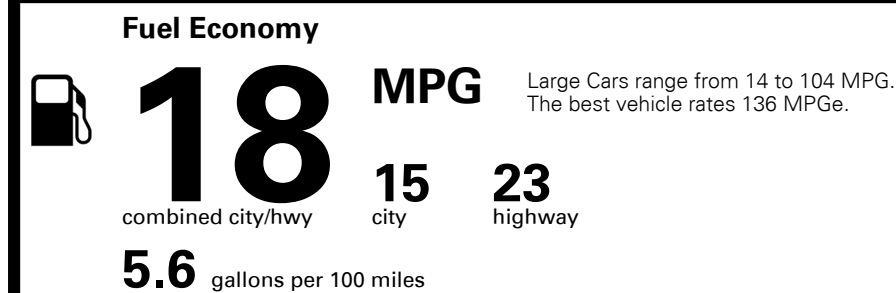 Fuel Economy
18 MPG
Large Cars range from 14 to 104 MPG.
The best vehicle rates 136 MPGe.
15 23
combined city/hwy city highway
5.6 gallons per 100 miles